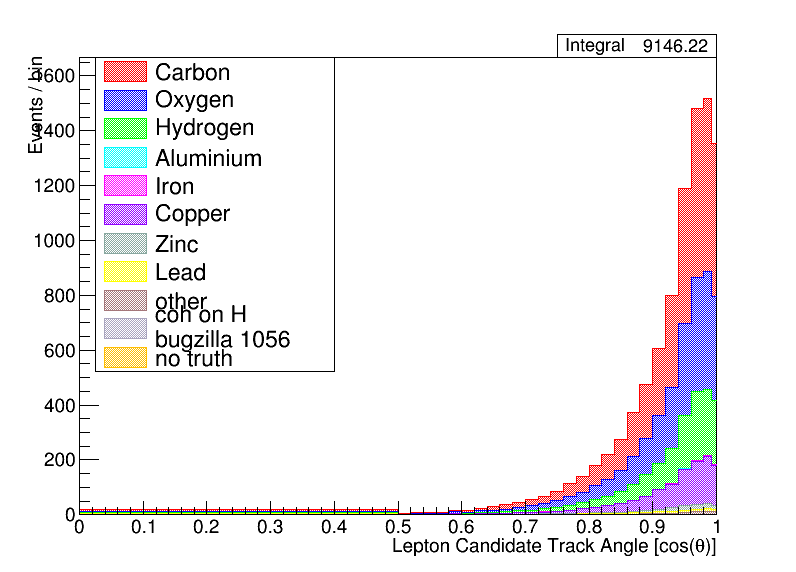 Integral 9146.22
Events / bin
1600
1400
1200
1000
800
600
400
200
0
Carbon
Oxygen
Hydrogen
Aluminium
Iron
Copper
Zinc
Lead
other
coh on H
bugzilla 1056
no truth
0 0.1 0.2 0.3 0.4 0.5 0.6 0.7 0.8 0.9 1
Lepton Candidate Track Angle [cos(θ)]